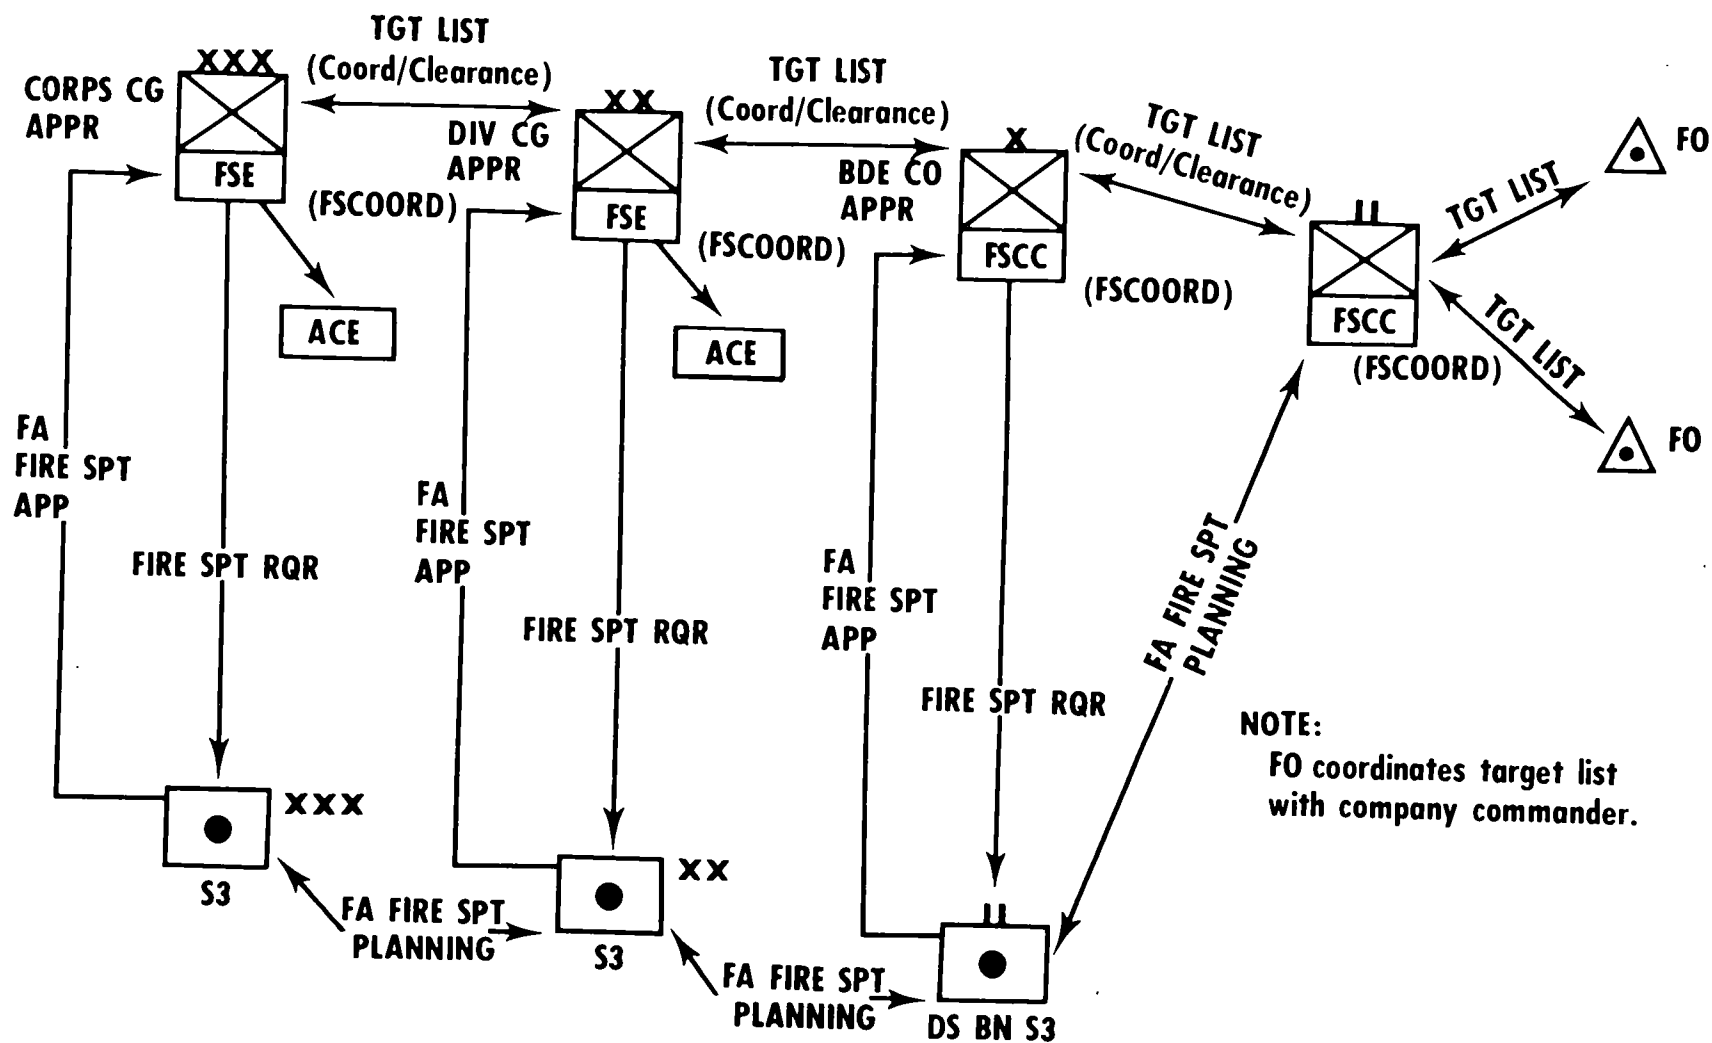 TGT LIST
(Coord/Clearance)
XXX
CORPS CG
APPR
FSE
(FSCOORD)
ACE
FA
FIRE SPT
APP
FIRE SPT RQR
XXX
S3
FA FIRE SPT
PLANNING
TGT LIST
(Coord/Clearance)
XX
DIV CG
APPR
FSE
(FSCOORD)
ACE
FA
FIRE SPT
APP
FIRE SPT RQR
XX
S3
FA FIRE SPT
PLANNING
TGT LIST
(Coord/Clearance)
X
BDE CO
APPR
FSCC
(FSCOORD)
FA
FIRE SPT
APP
FIRE SPT RQR
II
DS BN S3
FA FIRE SPT
PLANNING
II
FSCC
(FSCOORD)
TGT LIST
FO
TGT LIST
FO
NOTE:
FO coordinates target list
with company commander.